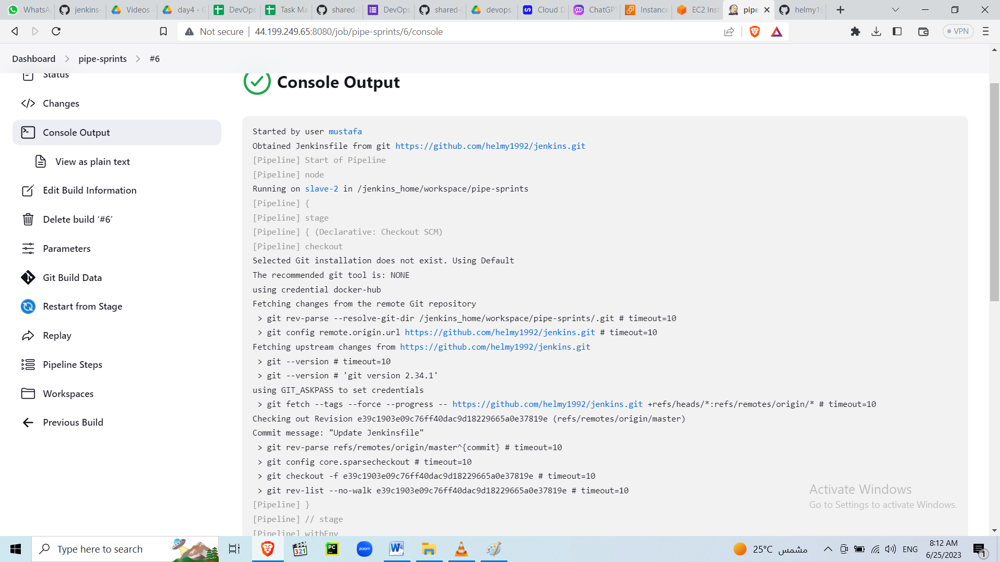 WhatsA
jenkins-
Videos
day4 - G
DevOps
Task Ma
shared-l
DevOps
shared-l
devops
Cloud D
ChatGPT
Instance
EC2 Inst
pipe
helmy19
Not secure
44.199.249.65:8080/job/pipe-sprints/6/console
VPN
Dashboard
pipe-sprints
#6
Status
Changes
Console Output
View as plain text
Edit Build Information
Delete build ‘#6’
Parameters
Git Build Data
Restart from Stage
Replay
Pipeline Steps
Workspaces
Previous Build
Console Output
Started by user mustafa
Obtained Jenkinsfile from git https://github.com/helmy1992/jenkins.git
[Pipeline] Start of Pipeline
[Pipeline] node
Running on slave-2 in /jenkins_home/workspace/pipe-sprints
[Pipeline] {
[Pipeline] stage
[Pipeline] { (Declarative: Checkout SCM)
[Pipeline] checkout
Selected Git installation does not exist. Using Default
The recommended git tool is: NONE
using credential docker-hub
Fetching changes from the remote Git repository
> git rev-parse --resolve-git-dir /jenkins_home/workspace/pipe-sprints/.git # timeout=10
> git config remote.origin.url https://github.com/helmy1992/jenkins.git # timeout=10
Fetching upstream changes from https://github.com/helmy1992/jenkins.git
> git --version # timeout=10
> git --version # 'git version 2.34.1'
using GIT_ASKPASS to set credentials
> git fetch --tags --force --progress -- https://github.com/helmy1992/jenkins.git +refs/heads/*:refs/remotes/origin/* # timeout=10
Checking out Revision e39c1903e09c76ff40dac9d18229665a0e37819e (refs/remotes/origin/master)
Commit message: "Update Jenkinsfile"
> git rev-parse refs/remotes/origin/master^{commit} # timeout=10
> git config core.sparsecheckout # timeout=10
> git checkout -f e39c1903e09c76ff40dac9d18229665a0e37819e # timeout=10
> git rev-list --no-walk e39c1903e09c76ff40dac9d18229665a0e37819e # timeout=10
[Pipeline] }
[Pipeline] // stage
[Pipeline] withEnv
Activate Windows
Go to Settings to activate Windows.
Type here to search
321
PC
zoom
25°C مشمس
ENG
8:12 AM
6/25/2023
1